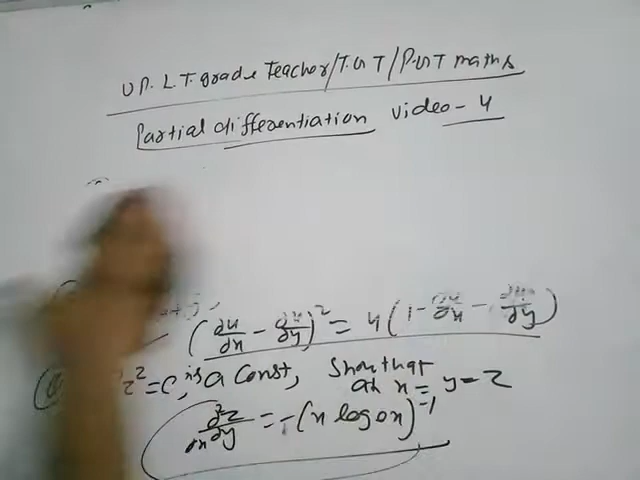 U P. L. T. grade Teacher/T.G T/P.G T maths
Partial differentiation video - 4
(∂u/∂x - ∂u/∂y)² = 4(1 - ∂u/∂x - ∂u/∂y)
z² = C, is a Const, Show that
at x = y = z
∂²z/∂x∂y = -(x log ex)⁻¹